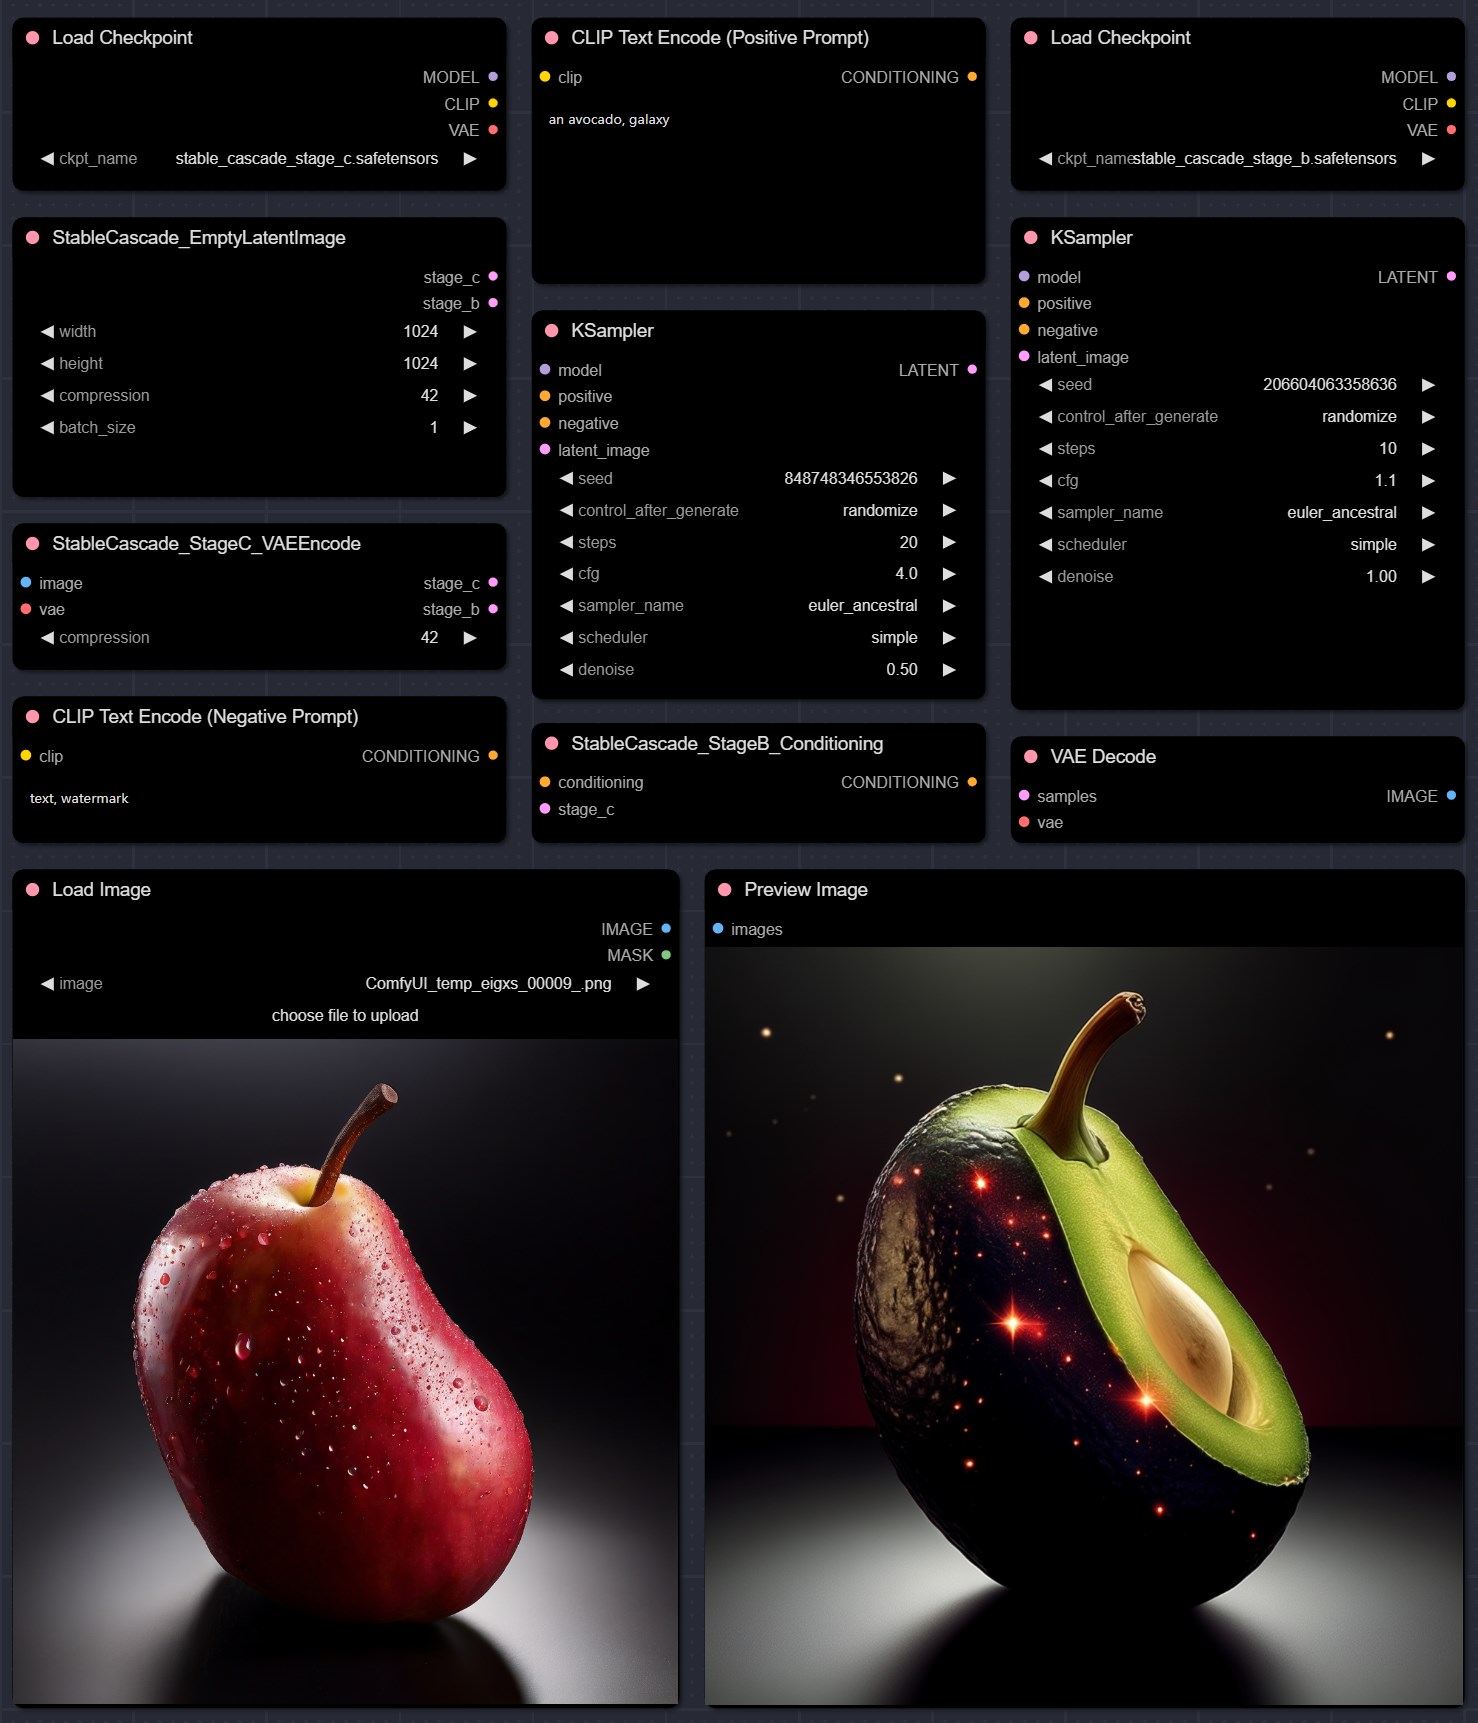 Load Checkpoint
MODEL
CLIP
VAE
ckpt_name stable_cascade_stage_c.safetensors
StableCascade_EmptyLatentImage
stage_c
stage_b
width 1024
height 1024
compression 42
batch_size 1
StableCascade_StageC_VAEEncode
image stage_c
vae stage_b
compression 42
CLIP Text Encode (Negative Prompt)
clip CONDITIONING
text, watermark
CLIP Text Encode (Positive Prompt)
clip CONDITIONING
an avocado, galaxy
KSampler
model LATENT
positive
negative
latent_image
seed 848748346553826
control_after_generate randomize
steps 20
cfg 4.0
sampler_name euler_ancestral
scheduler simple
denoise 0.50
StableCascade_StageB_Conditioning
conditioning CONDITIONING
stage_c
Load Checkpoint
MODEL
CLIP
VAE
ckpt_name stable_cascade_stage_b.safetensors
KSampler
model LATENT
positive
negative
latent_image
seed 206604063358636
control_after_generate randomize
steps 10
cfg 1.1
sampler_name euler_ancestral
scheduler simple
denoise 1.00
VAE Decode
samples IMAGE
vae
Load Image
IMAGE
MASK
image ComfyUI_temp_eigxs_00009_.png
choose file to upload
Preview Image
images